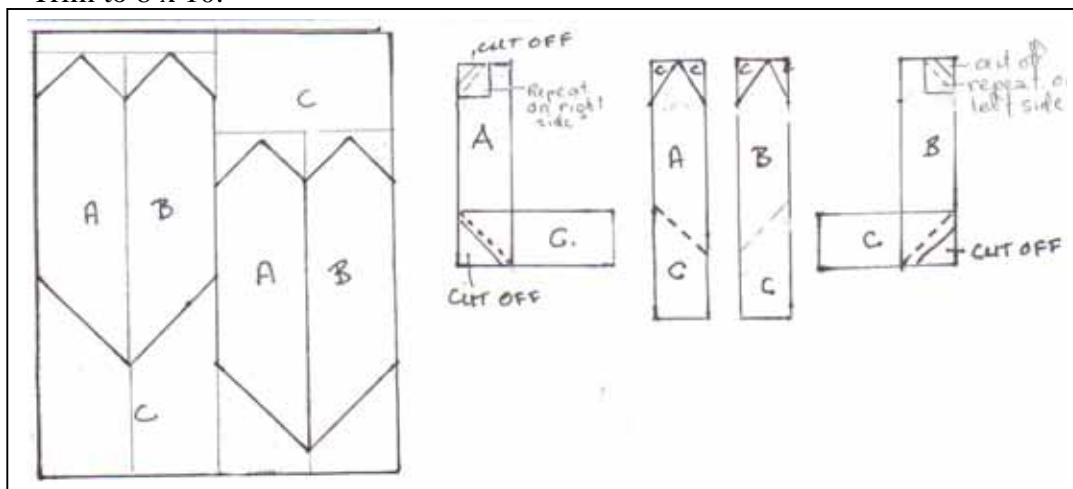 Trim to 8 x 10.
C
A
B
A
B
C
CUT OFF
Repeat
on right
side
A
C.
CUT OFF
C
C
A
C
C
B
C
cut off
repeat on
left side
B
C
CUT OFF